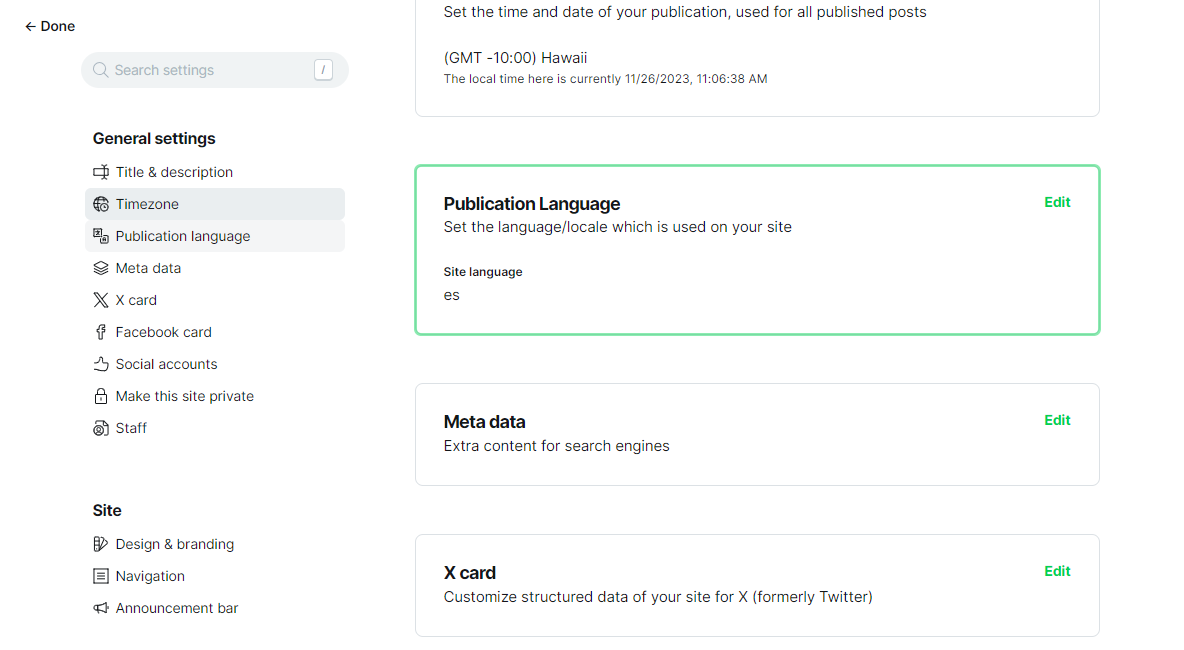 ← Done
Search settings /
General settings
Title & description
Timezone
Publication language
Meta data
X card
Facebook card
Social accounts
Make this site private
Staff
Site
Design & branding
Navigation
Announcement bar
Set the time and date of your publication, used for all published posts
(GMT -10:00) Hawaii
The local time here is currently 11/26/2023, 11:06:38 AM
Publication Language Edit
Set the language/locale which is used on your site
Site language
es
Meta data Edit
Extra content for search engines
X card Edit
Customize structured data of your site for X (formerly Twitter)